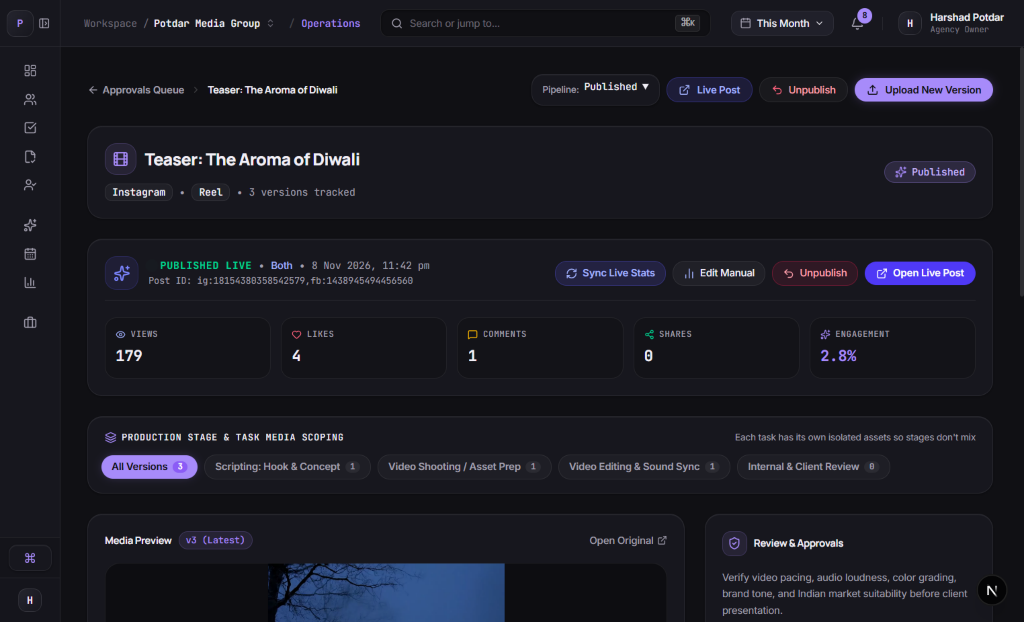 P
Workspace / Potdar Media Group / Operations
Search or jump to...
⌘K
This Month
8
H
Harshad Potdar
Agency Owner
← Approvals Queue > Teaser: The Aroma of Diwali
Pipeline: Published ▼
Live Post
Unpublish
Upload New Version
Teaser: The Aroma of Diwali
Instagram • Reel • 3 versions tracked
Published
PUBLISHED LIVE • Both • 8 Nov 2026, 11:42 pm
Post ID: ig:18154380358542579,fb:1438945494456560
Sync Live Stats
Edit Manual
Unpublish
Open Live Post
VIEWS
179
LIKES
4
COMMENTS
1
SHARES
0
ENGAGEMENT
2.8%
PRODUCTION STAGE & TASK MEDIA SCOPING
Each task has its own isolated assets so stages don't mix
All Versions 3
Scripting: Hook & Concept 1
Video Shooting / Asset Prep 1
Video Editing & Sound Sync 1
Internal & Client Review 0
Media Preview v3 (Latest)
Open Original
Review & Approvals
Verify video pacing, audio loudness, color grading,
brand tone, and Indian market suitability before client
presentation.
⌘
H
N